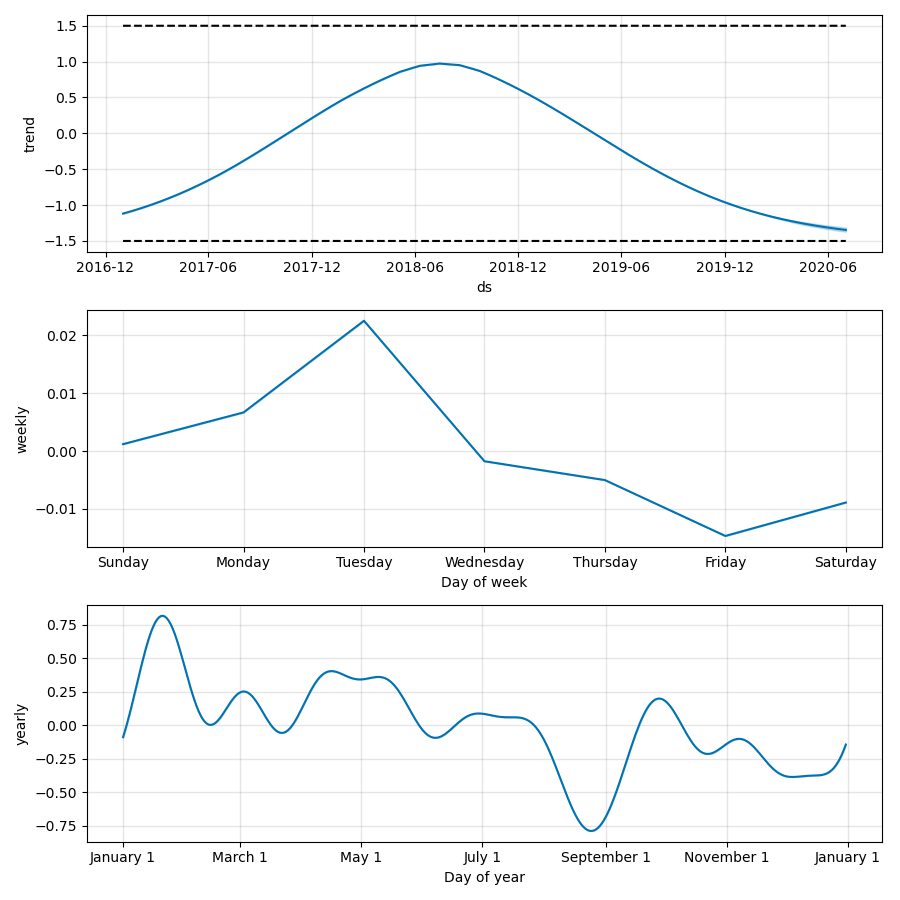 1.5
1.0
0.5
0.0
−0.5
−1.0
−1.5
trend
2016-12 2017-06 2017-12 2018-06 2018-12 2019-06 2019-12 2020-06
ds
0.02
0.01
0.00
−0.01
weekly
Sunday Monday Tuesday Wednesday Thursday Friday Saturday
Day of week
0.75
0.50
0.25
0.00
−0.25
−0.50
−0.75
yearly
January 1 March 1 May 1 July 1 September 1 November 1 January 1
Day of year